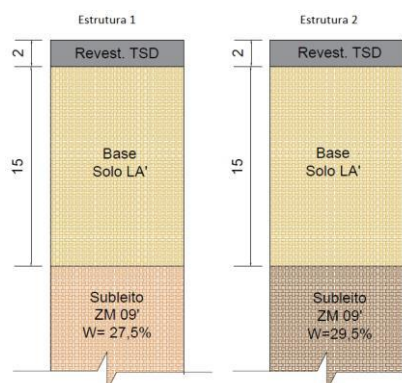 Estrutura 1
2
Revest. TSD
15
Base
Solo LA'
Subleito
ZM 09'
W= 27,5%
Estrutura 2
2
Revest. TSD
15
Base
Solo LA'
Subleito
ZM 09'
W=29,5%